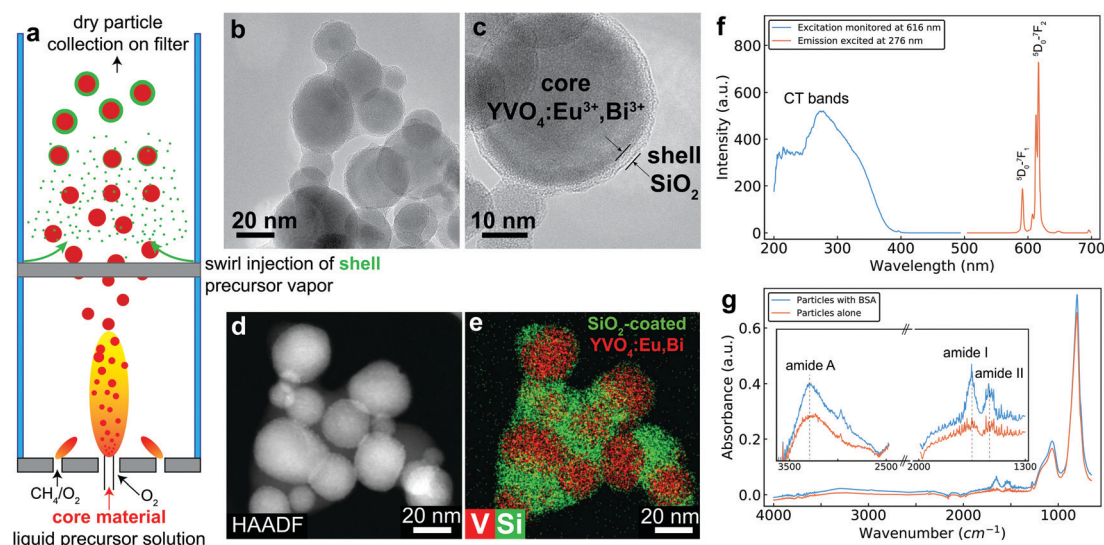 a
dry particle
collection on filter
swirl injection of shell
precursor vapor
CH₄/O₂
O₂
core material
liquid precursor solution
b
20 nm
c
core
YVO₄:Eu³⁺,Bi³⁺
shell
SiO₂
10 nm
d
HAADF
20 nm
e
SiO₂-coated
YVO₄:Eu,Bi
V Si
20 nm
f
Excitation monitored at 616 nm
Emission excited at 276 nm
CT bands
⁵D₀-⁷F₁
⁵D₀-⁷F₂
Intensity (a.u.)
800
600
400
200
0
200 300 400 500 600 700
Wavelength (nm)
g
Particles with BSA
Particles alone
amide A
amide I
amide II
//
//
3500 2500 2000 1300
Absorbance (a.u.)
0.6
0.4
0.2
0.0
4000 3000 2000 1000
Wavenumber (cm⁻¹)